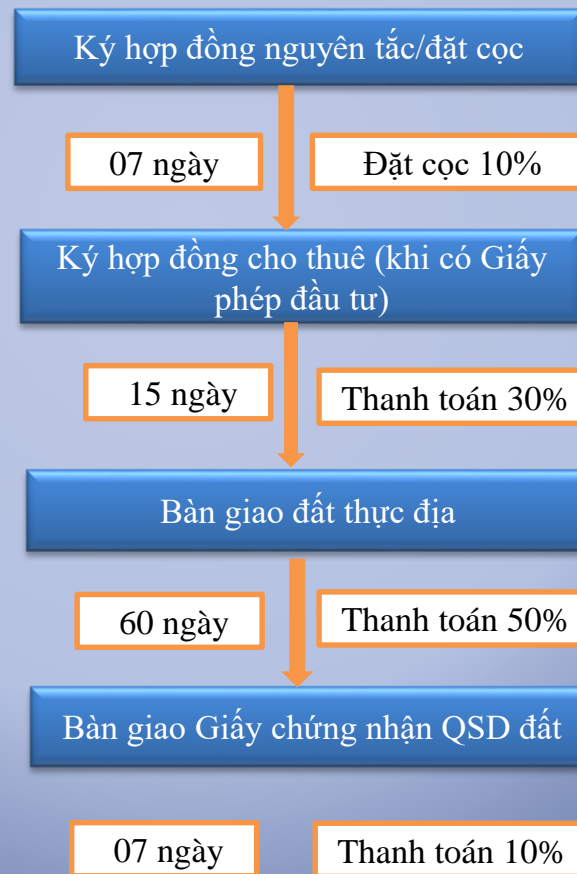 Ký hợp đồng nguyên tắc/đặt cọc
07 ngày
Đặt cọc 10%
Ký hợp đồng cho thuê (khi có Giấy
phép đầu tư)
15 ngày
Thanh toán 30%
Bàn giao đất thực địa
60 ngày
Thanh toán 50%
Bàn giao Giấy chứng nhận QSD đất
07 ngày
Thanh toán 10%